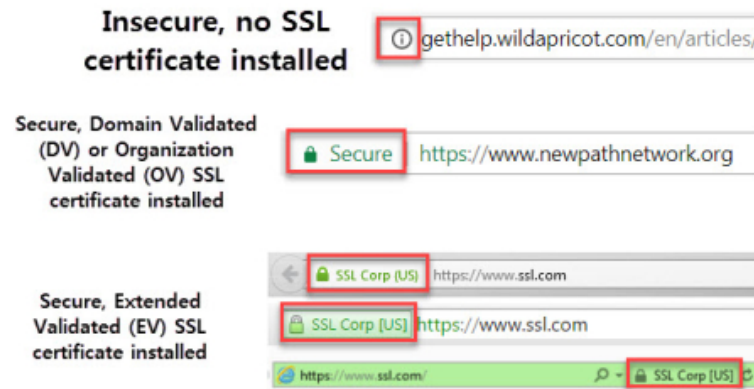 Insecure, no SSL
certificate installed
gethelp.wildapricot.com/en/articles/
Secure, Domain Validated
(DV) or Organization
Validated (OV) SSL
certificate installed
Secure https://www.newpathnetwork.org
Secure, Extended
Validated (EV) SSL
certificate installed
SSL Corp (US) https://www.ssl.com
SSL Corp [US] https://www.ssl.com
https://www.ssl.com/ SSL Corp [US]